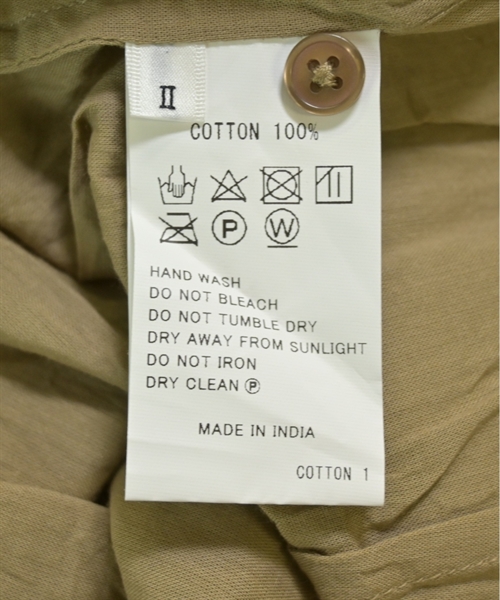 II
COTTON 100%
P W
HAND WASH
DO NOT BLEACH
DO NOT TUMBLE DRY
DRY AWAY FROM SUNLIGHT
DO NOT IRON
DRY CLEAN Ⓟ
MADE IN INDIA
COTTON 1